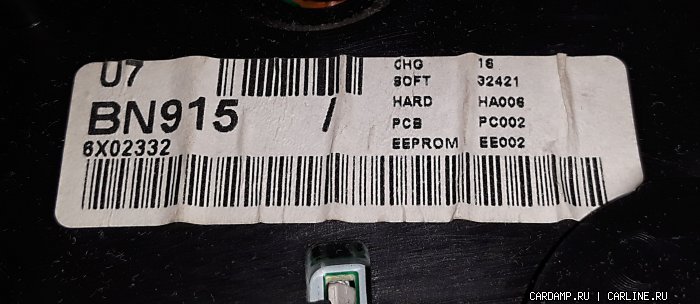 U7
BN915 /
6X02332
CHG 16
SOFT 32421
HARD HA006
PCB PC002
EEPROM EE002
CARDAMP.RU | CARLINE.RU